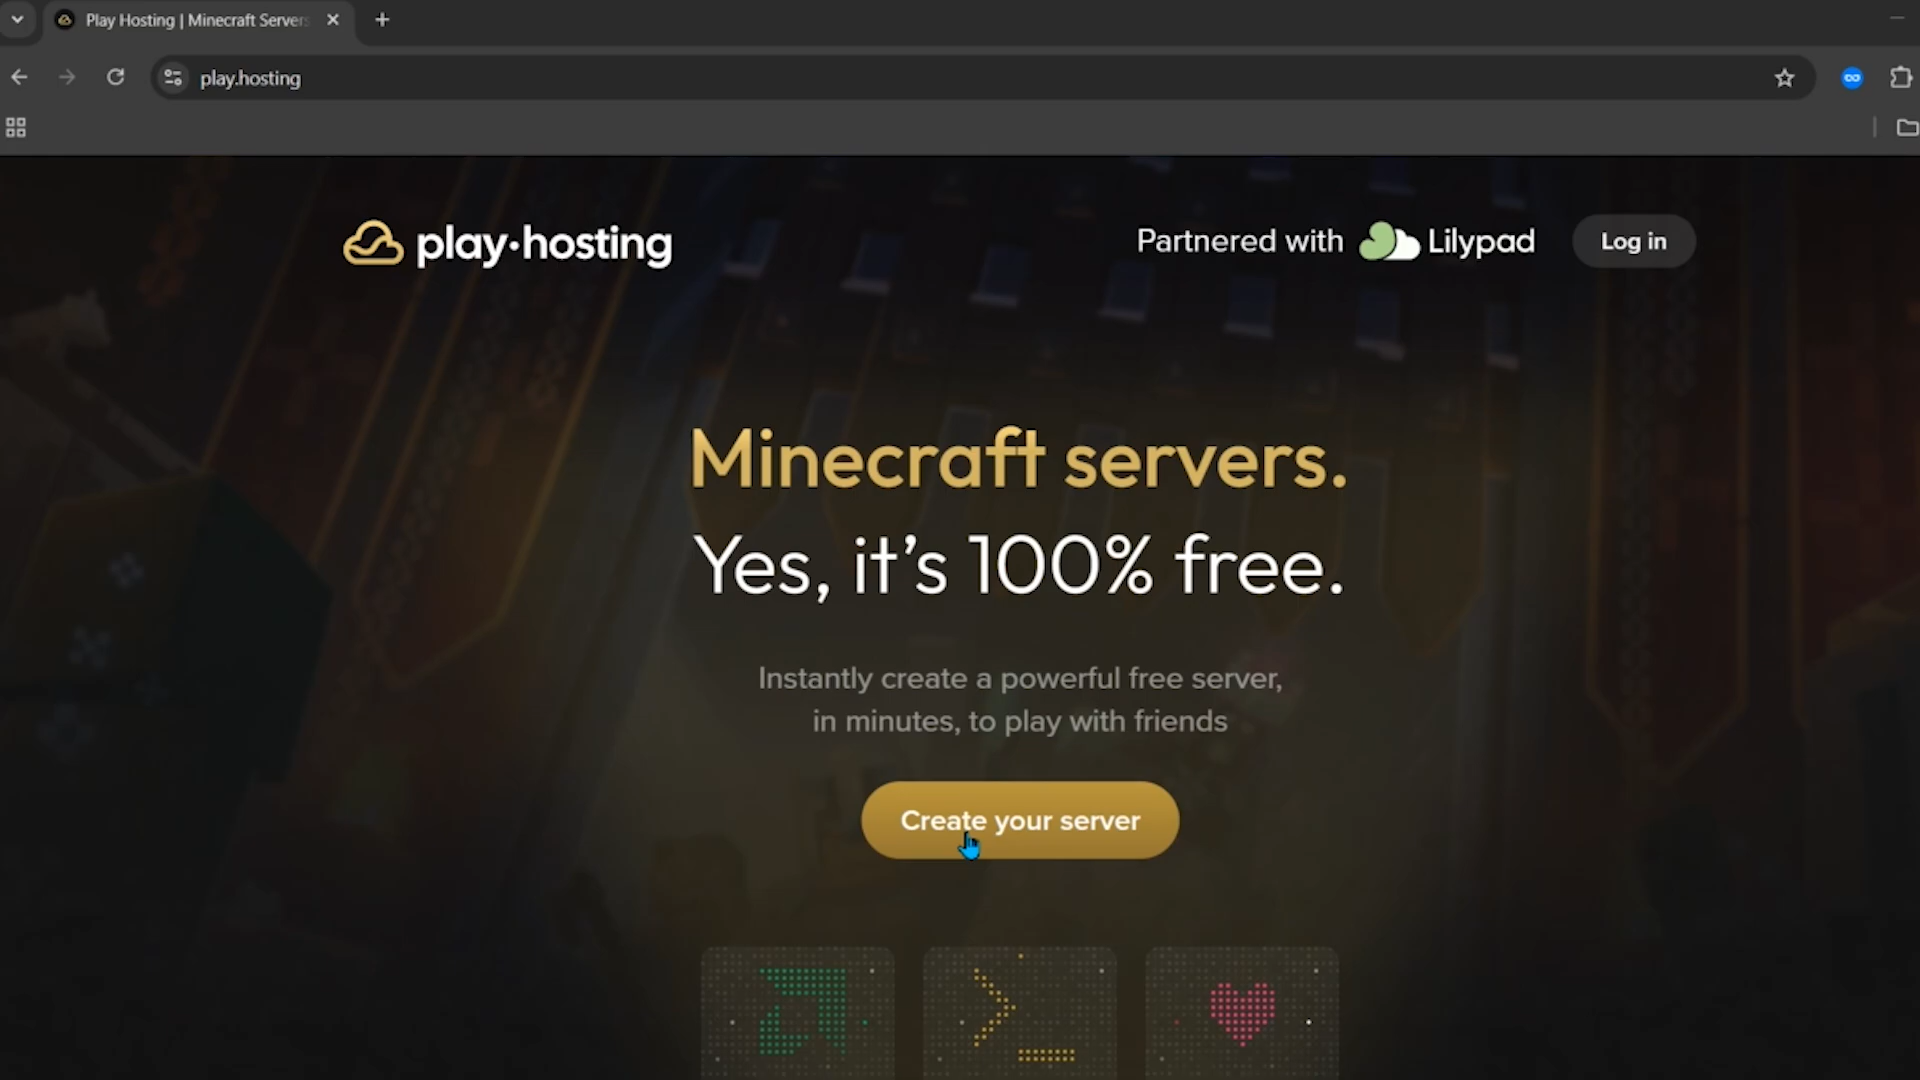 Play Hosting | Minecraft Servers
play.hosting
play·hosting
Partnered with Lilypad
Log in
Minecraft servers.
Yes, it’s 100% free.
Instantly create a powerful free server,
in minutes, to play with friends
Create your server